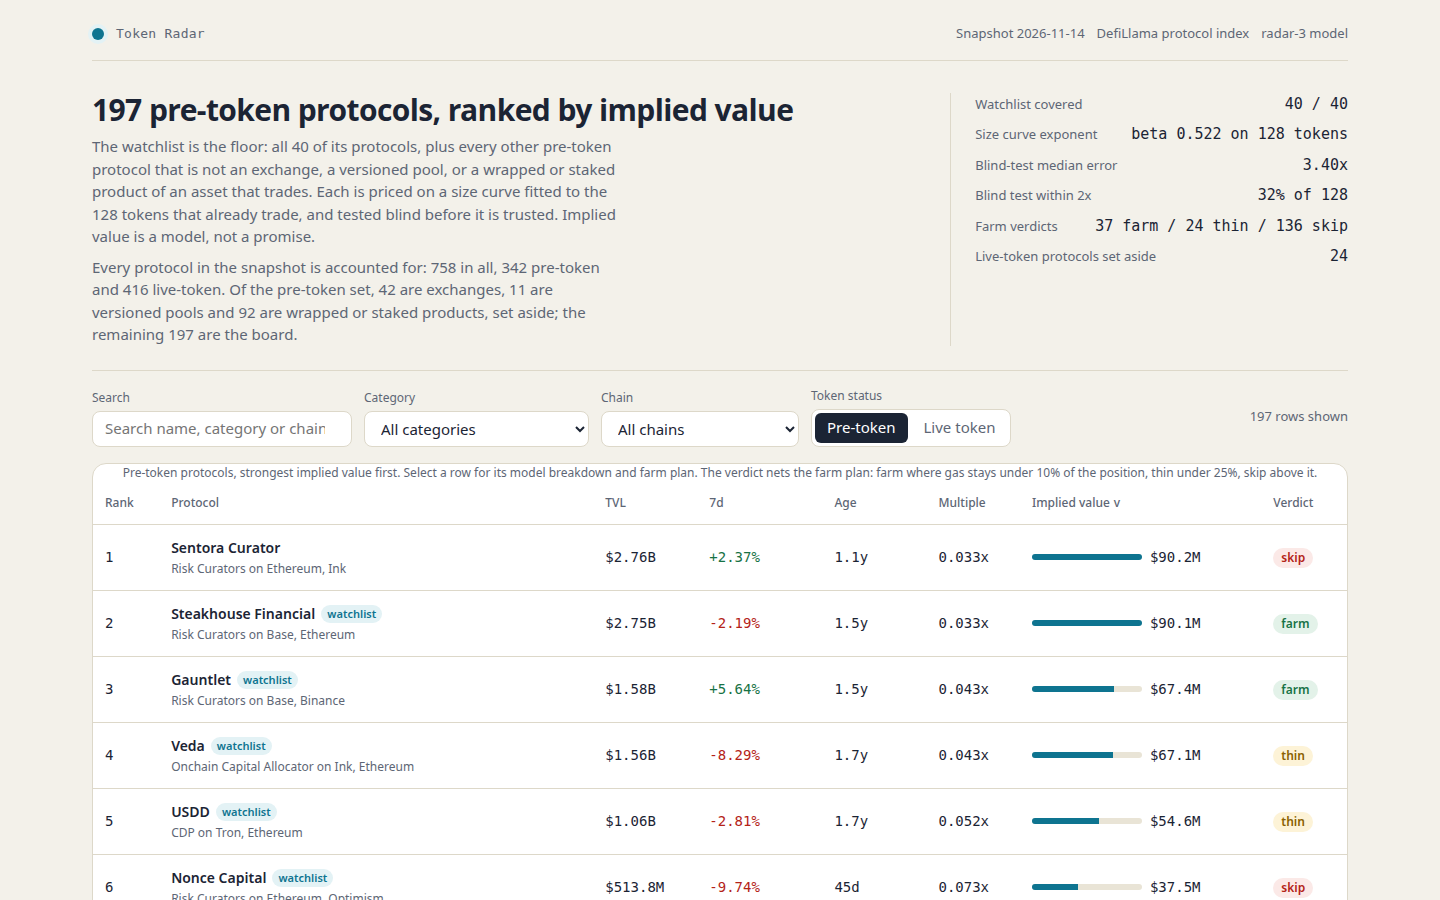 Token Radar
Snapshot 2026-11-14 DefiLlama protocol index radar-3 model
197 pre-token protocols, ranked by implied value
The watchlist is the floor: all 40 of its protocols, plus every other pre-token
protocol that is not an exchange, a versioned pool, or a wrapped or staked
product of an asset that trades. Each is priced on a size curve fitted to the
128 tokens that already trade, and tested blind before it is trusted. Implied
value is a model, not a promise.
Every protocol in the snapshot is accounted for: 758 in all, 342 pre-token
and 416 live-token. Of the pre-token set, 42 are exchanges, 11 are
versioned pools and 92 are wrapped or staked products, set aside; the
remaining 197 are the board.
Watchlist covered 40 / 40
Size curve exponent beta 0.522 on 128 tokens
Blind-test median error 3.40x
Blind test within 2x 32% of 128
Farm verdicts 37 farm / 24 thin / 136 skip
Live-token protocols set aside 24
Search Category Chain Token status
Search name, category or chain All categories All chains Pre-token Live token 197 rows shown
Pre-token protocols, strongest implied value first. Select a row for its model breakdown and farm plan. The verdict nets the farm plan: farm where gas stays under 10% of the position, thin under 25%, skip above it.
Rank Protocol TVL 7d Age Multiple Implied value v Verdict
1 Sentora Curator $2.76B +2.37% 1.1y 0.033x $90.2M skip
Risk Curators on Ethereum, Ink
2 Steakhouse Financial watchlist $2.75B -2.19% 1.5y 0.033x $90.1M farm
Risk Curators on Base, Ethereum
3 Gauntlet watchlist $1.58B +5.64% 1.5y 0.043x $67.4M farm
Risk Curators on Base, Binance
4 Veda watchlist $1.56B -8.29% 1.7y 0.043x $67.1M thin
Onchain Capital Allocator on Ink, Ethereum
5 USDD watchlist $1.06B -2.81% 1.7y 0.052x $54.6M thin
CDP on Tron, Ethereum
6 Nonce Capital watchlist $513.8M -9.74% 45d 0.073x $37.5M skip
Risk Curators on Ethereum, Optimism